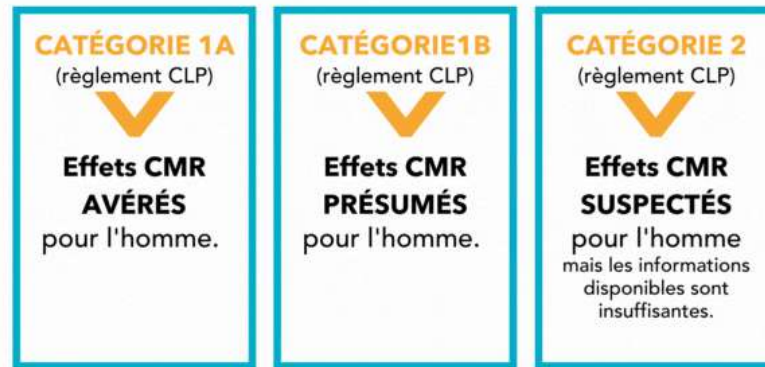 CATÉGORIE 1A
(règlement CLP)
Effets CMR
AVÉRÉS
pour l'homme.
CATÉGORIE1B
(règlement CLP)
Effets CMR
PRÉSUMÉS
pour l'homme.
CATÉGORIE 2
(règlement CLP)
Effets CMR
SUSPECTÉS
pour l'homme
mais les informations
disponibles sont
insuffisantes.